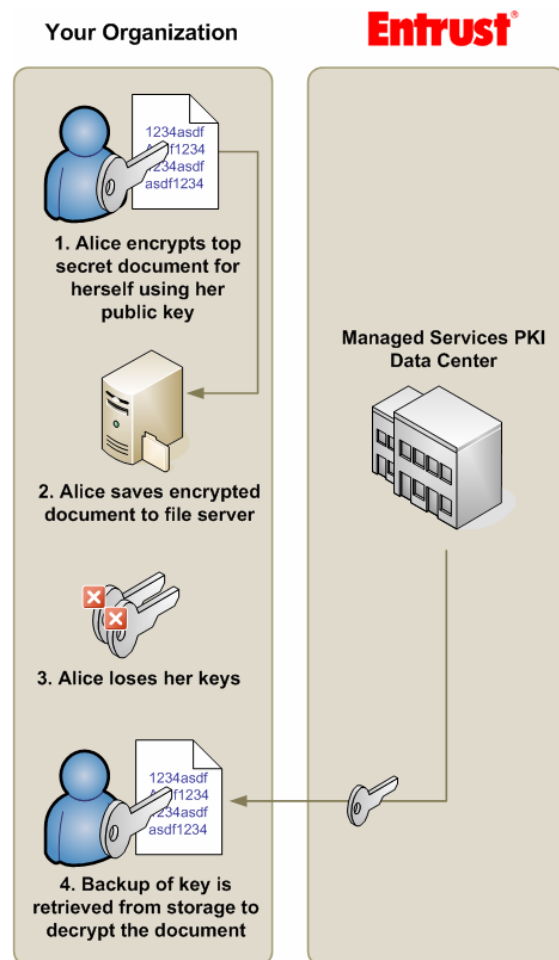 Your Organization
Entrust®
1234asdf
1234
1234asdf
asdf1234
1. Alice encrypts top
secret document for
herself using her
public key
Managed Services PKI
Data Center
2. Alice saves encrypted
document to file server
3. Alice loses her keys
1234asdf
1234
1234asdf
asdf1234
4. Backup of key is
retrieved from storage to
decrypt the document